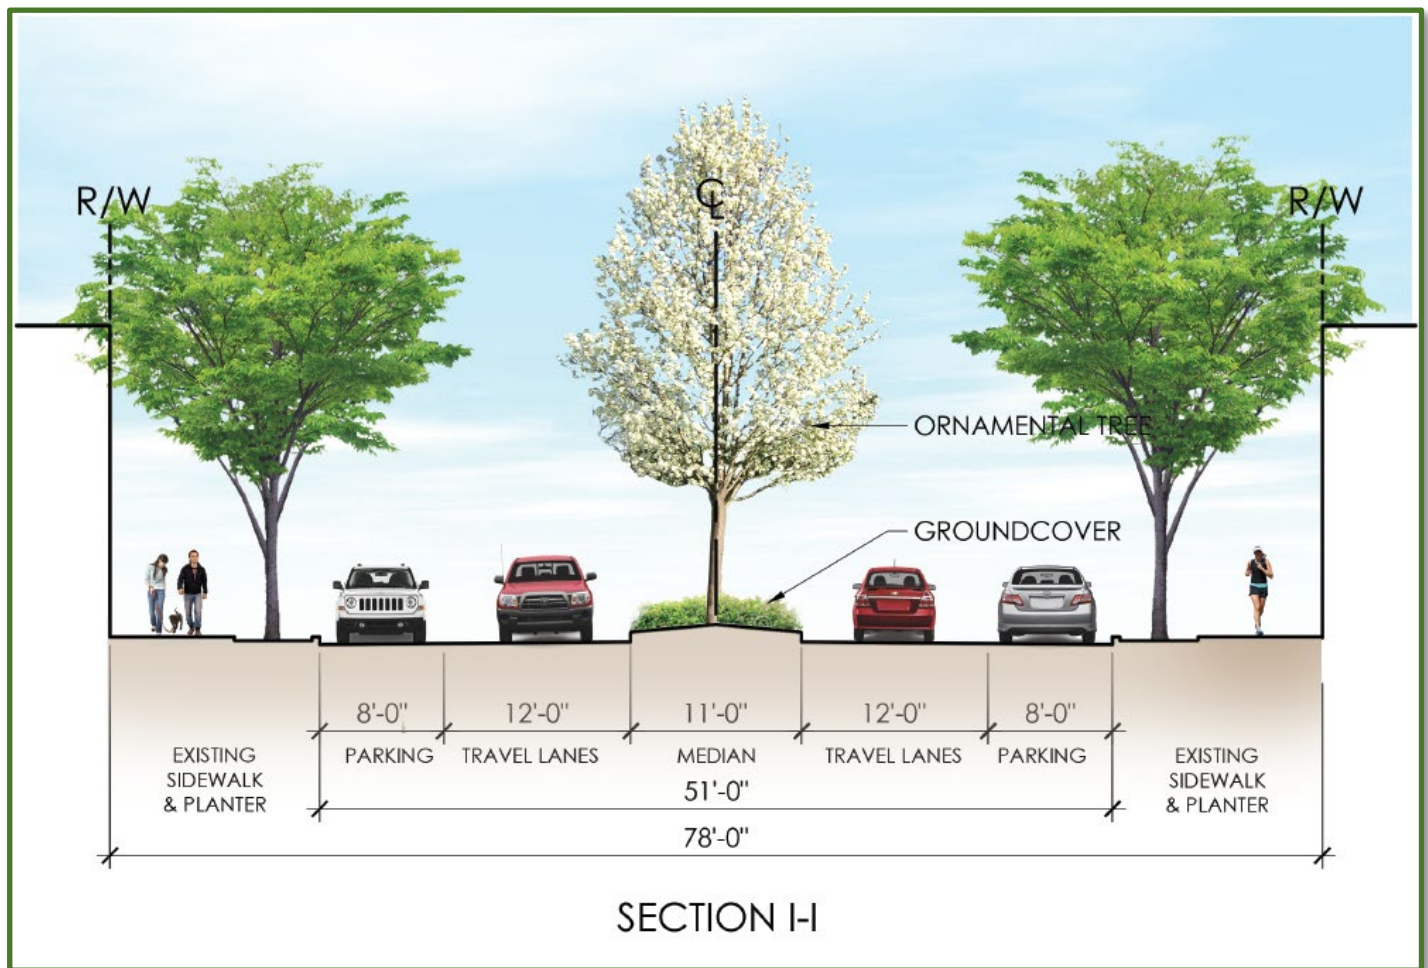 R/W
℄
R/W
ORNAMENTAL TREE
GROUNDCOVER
8'-0"
12'-0"
11'-0"
12'-0"
8'-0"
EXISTING
SIDEWALK
& PLANTER
PARKING
TRAVEL LANES
MEDIAN
TRAVEL LANES
PARKING
EXISTING
SIDEWALK
& PLANTER
51'-0"
78'-0"
SECTION I-I